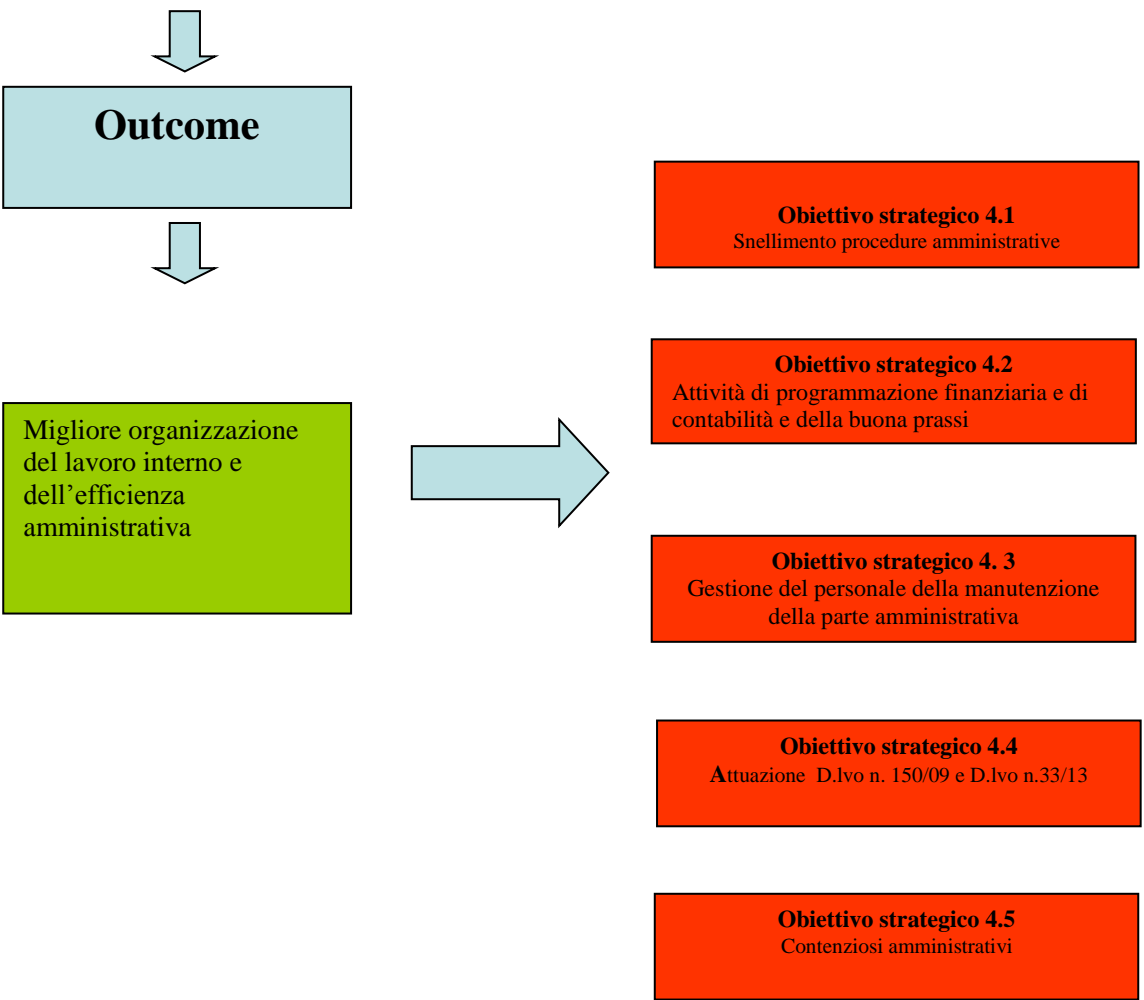 Outcome
Migliore organizzazione
del lavoro interno e
dell’efficienza
amministrativa
Obiettivo strategico 4.1
Snellimento procedure amministrative
Obiettivo strategico 4.2
Attività di programmazione finanziaria e di
contabilità e della buona prassi
Obiettivo strategico 4. 3
Gestione del personale della manutenzione
della parte amministrativa
Obiettivo strategico 4.4
Attuazione D.lvo n. 150/09 e D.lvo n.33/13
Obiettivo strategico 4.5
Contenziosi amministrativi